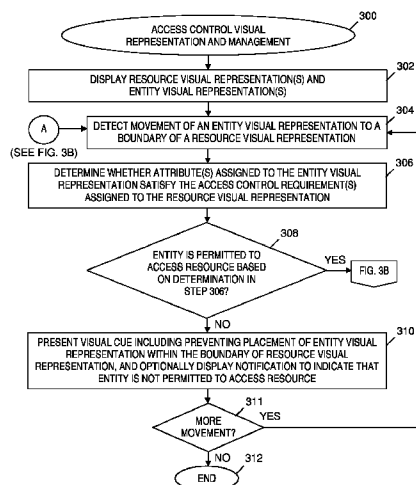 300
ACCESS CONTROL VISUAL
REPRESENTATION AND MANAGEMENT
302
DISPLAY RESOURCE VISUAL REPRESENTATION(S) AND
ENTITY VISUAL REPRESENTATION(S)
304
A
DETECT MOVEMENT OF AN ENTITY VISUAL REPRESENTATION TO A
BOUNDARY OF A RESOURCE VISUAL REPRESENTATION
(SEE FIG. 3B)
306
DETERMINE WHETHER ATTRIBUTE(S) ASSIGNED TO THE ENTITY VISUAL
REPRESENTATION SATISFY THE ACCESS CONTROL REQUIREMENT(S)
ASSIGNED TO THE RESOURCE VISUAL REPRESENTATION
308
ENTITY IS PERMITTED TO
ACCESS RESOURCE BASED
ON DETERMINATION IN
STEP 306?
YES
FIG. 3B
NO
310
PRESENT VISUAL CUE INCLUDING PREVENTING PLACEMENT OF ENTITY VISUAL
REPRESENTATION WITHIN THE BOUNDARY OF RESOURCE VISUAL
REPRESENTATION, AND OPTIONALLY DISPLAY NOTIFICATION TO INDICATE THAT
ENTITY IS NOT PERMITTED TO ACCESS RESOURCE
311
MORE
MOVEMENT?
YES
NO
312
END